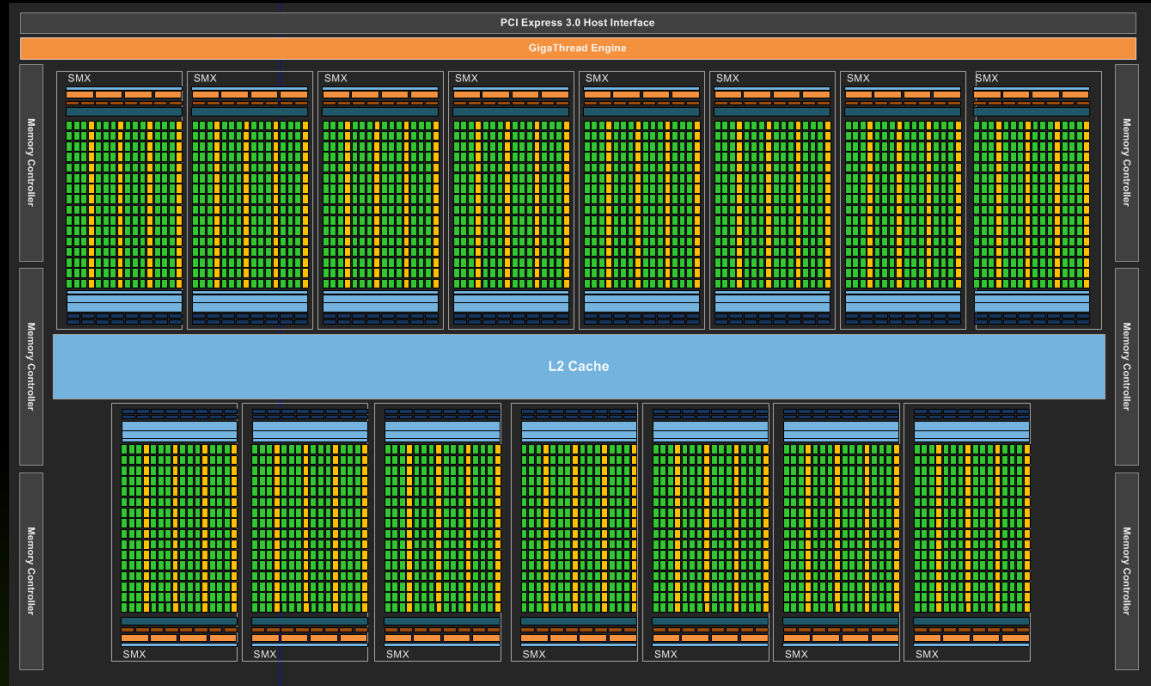 PCI Express 3.0 Host Interface
GigaThread Engine
SMX
SMX
SMX
SMX
SMX
SMX
SMX
SMX
Memory Controller
Memory Controller
Memory Controller
Memory Controller
L2 Cache
Memory Controller
Memory Controller
SMX
SMX
SMX
SMX
SMX
SMX
SMX